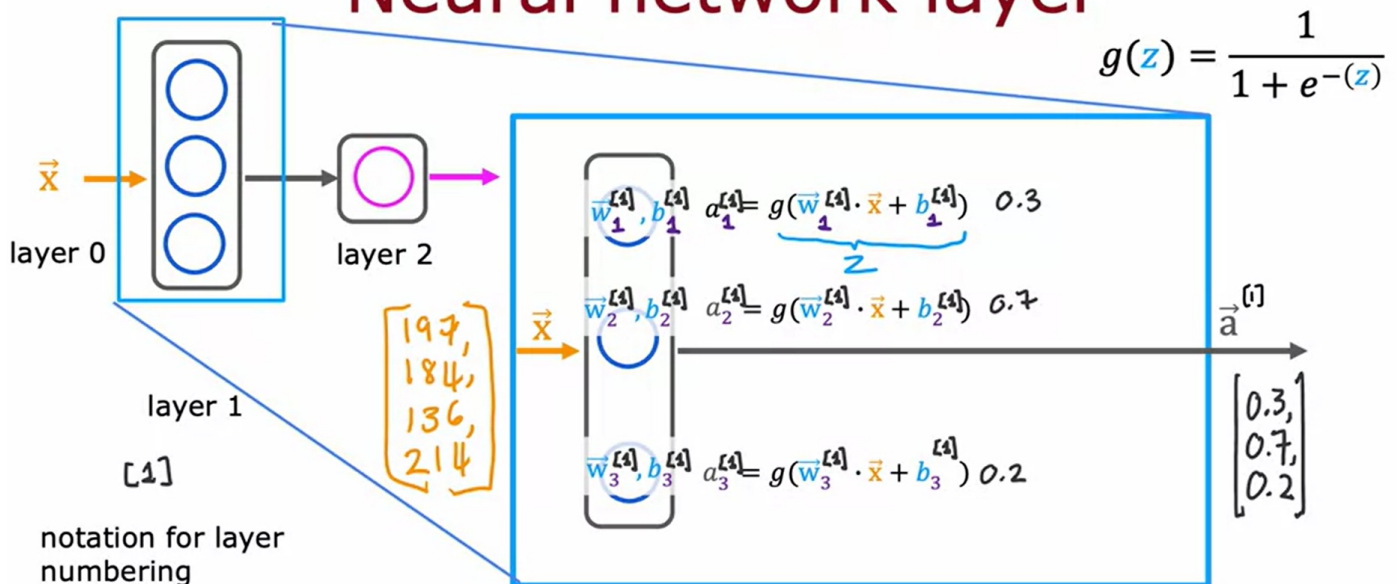 Neural network layer
g(z) = 1 / (1 + e^-(z))
x⃗
layer 0
layer 2
layer 1
[1]
notation for layer
numbering
[197,
184,
136,
214]
x⃗
w⃗₁^[1], b₁^[1] a₁^[1] = g(w⃗₁^[1] · x⃗ + b₁^[1]) 0.3
z
w⃗₂^[1], b₂^[1] a₂^[1] = g(w⃗₂^[1] · x⃗ + b₂^[1]) 0.7
w⃗₃^[1], b₃^[1] a₃^[1] = g(w⃗₃^[1] · x⃗ + b₃^[1]) 0.2
a⃗^[1]
[0.3,
0.7,
0.2]